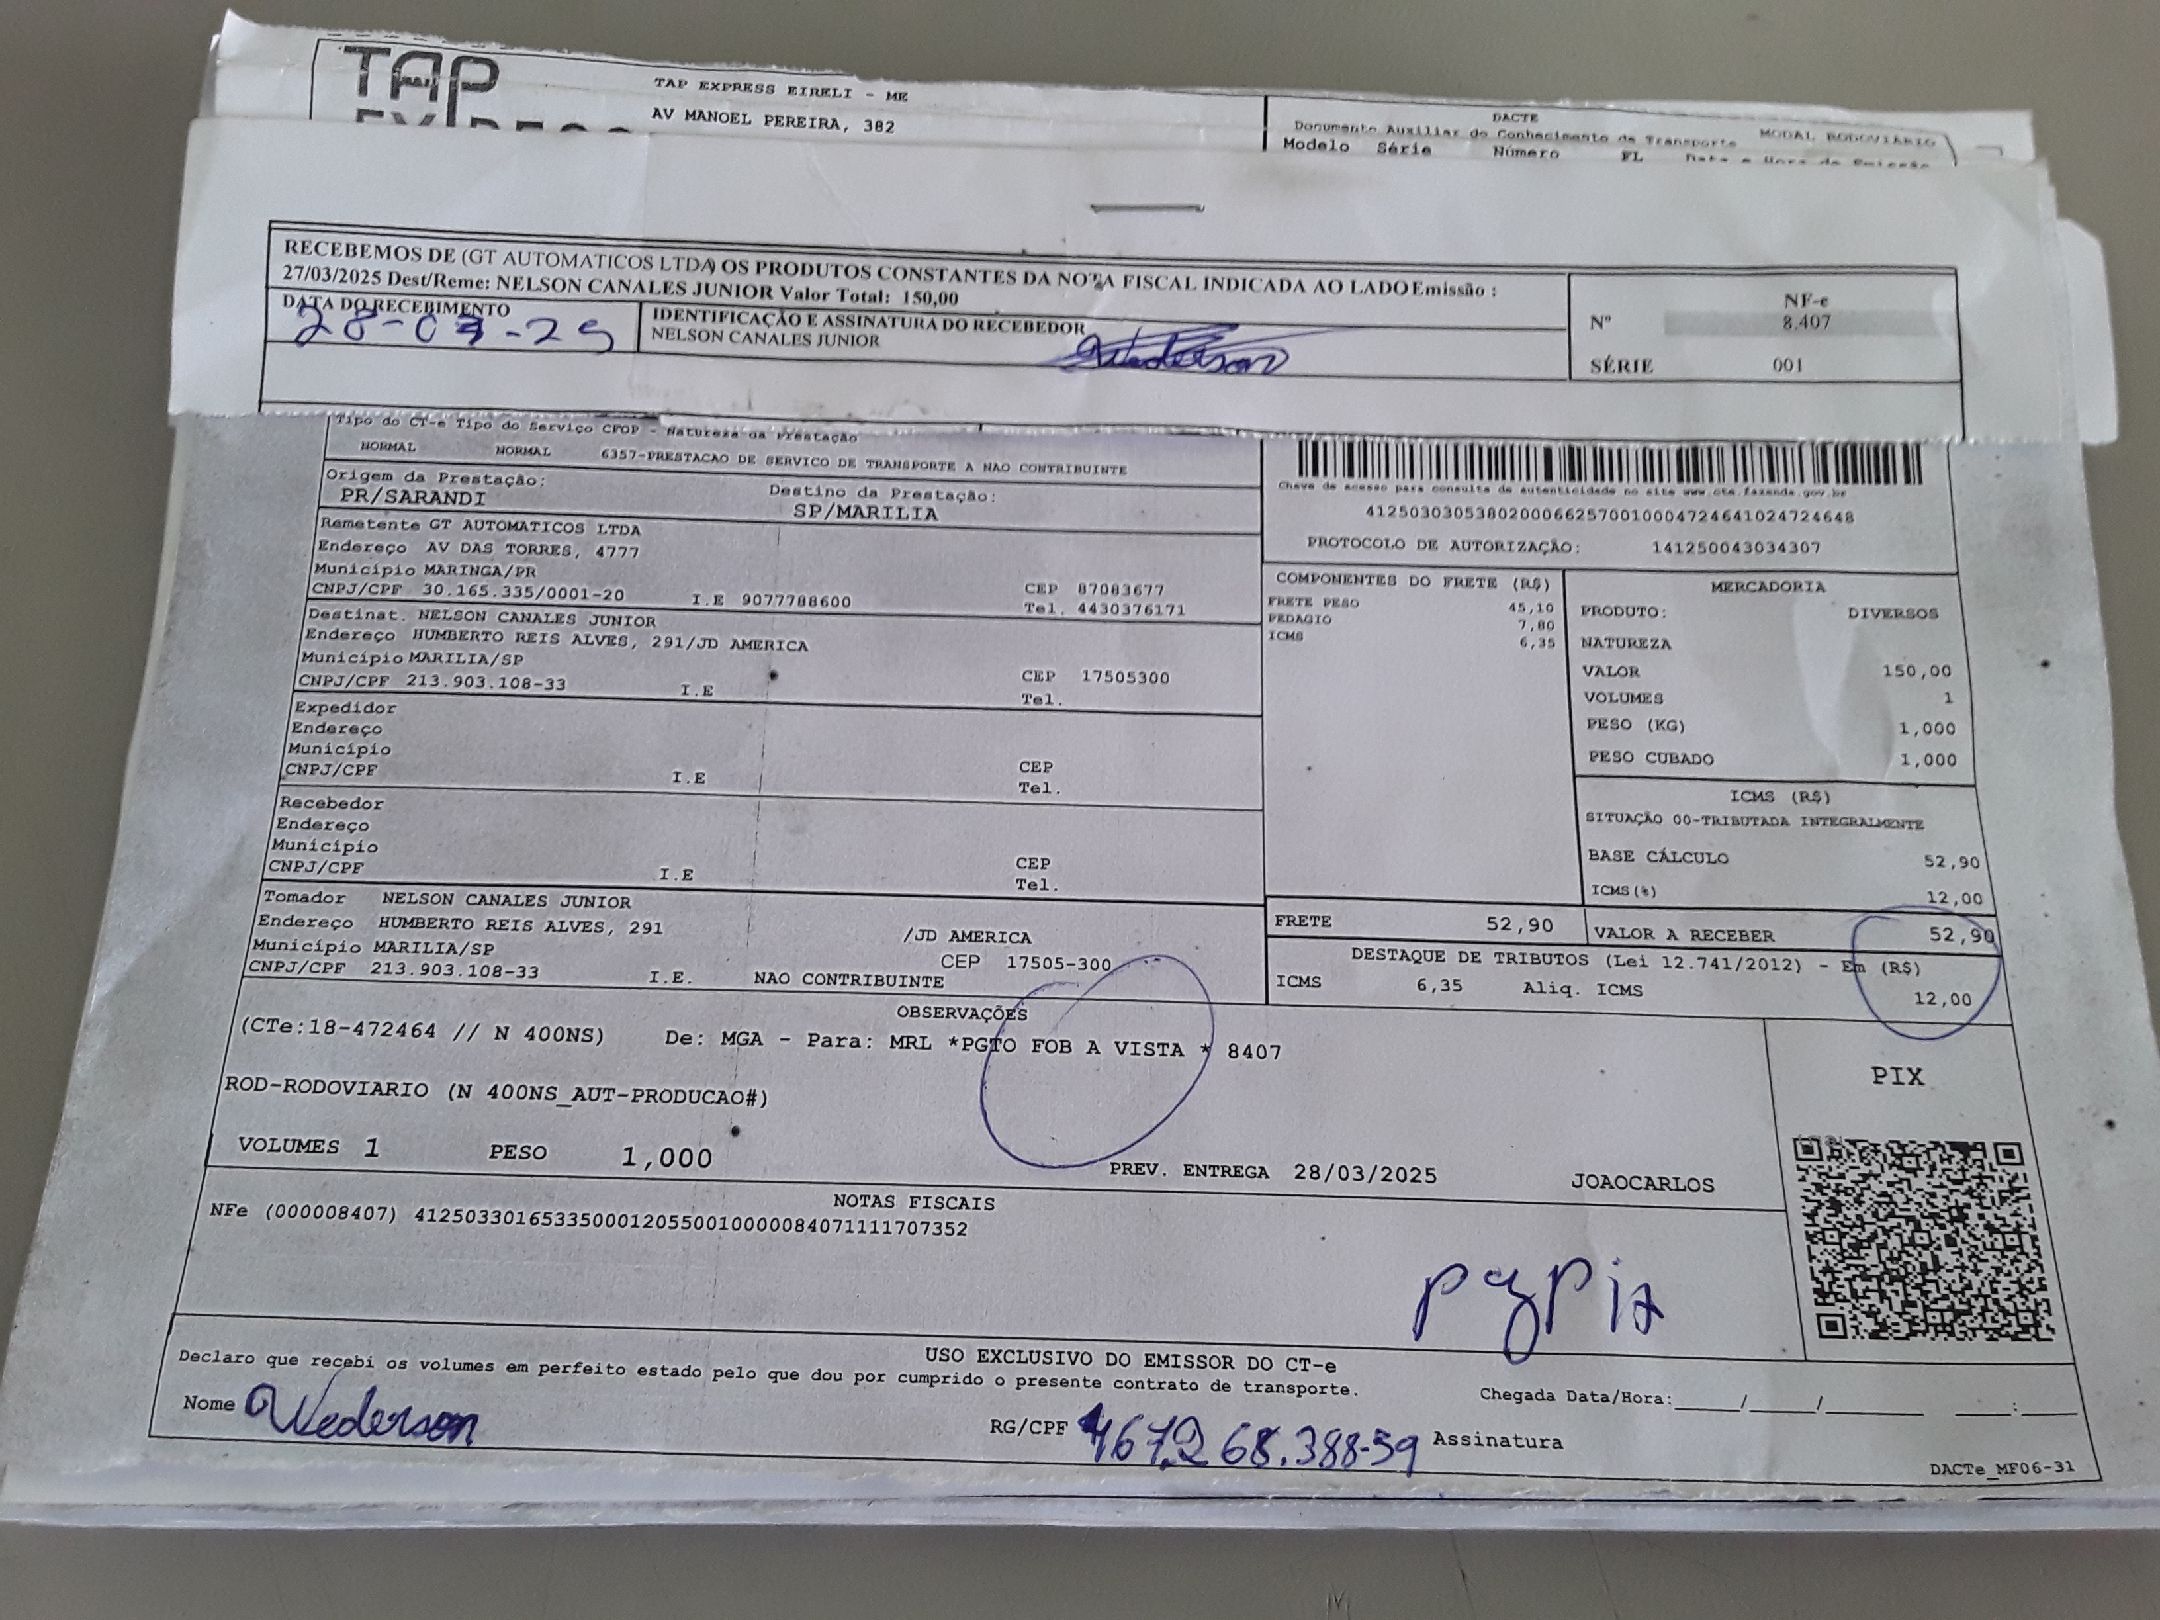 TAP
TAP EXPRESS EIRELI - ME
AV MANOEL PEREIRA, 382
DACTE
Documento Auxiliar do Conhecimento de Transporte
MODAL RODOVIÁRIO
Modelo Série Número FL Data e Hora de Emissão
RECEBEMOS DE (GT AUTOMATICOS LTDA) OS PRODUTOS CONSTANTES DA NOTA FISCAL INDICADA AO LADO Emissão :
27/03/2025 Dest/Reme: NELSON CANALES JUNIOR Valor Total: 150,00
DATA DO RECEBIMENTO
28-03-25
IDENTIFICAÇÃO E ASSINATURA DO RECEBEDOR
NELSON CANALES JUNIOR
Wederson
NF-e
Nº 8.407
SÉRIE 001
Tipo do CT-e Tipo do Serviço CFOP - Natureza da Prestação
NORMAL NORMAL 6357-PRESTACAO DE SERVICO DE TRANSPORTE A NAO CONTRIBUINTE
Origem da Prestação: Destino da Prestação:
PR/SARANDI SP/MARILIA
Remetente GT AUTOMATICOS LTDA
Endereço AV DAS TORRES, 4777
Município MARINGA/PR CEP 87083677
CNPJ/CPF 30.165.335/0001-20 I.E 9077788600 Tel. 4430376171
Destinat. NELSON CANALES JUNIOR
Endereço HUMBERTO REIS ALVES, 291/JD AMERICA
Município MARILIA/SP CEP 17505300
CNPJ/CPF 213.903.108-33 I.E Tel.
Expedidor
Endereço
Município CEP
CNPJ/CPF I.E Tel.
Recebedor
Endereço
Município CEP
CNPJ/CPF I.E Tel.
Tomador NELSON CANALES JUNIOR
Endereço HUMBERTO REIS ALVES, 291 /JD AMERICA
Município MARILIA/SP CEP 17505-300
CNPJ/CPF 213.903.108-33 I.E. NAO CONTRIBUINTE
Chave de acesso para consulta de autenticidade no site www.cte.fazenda.gov.br
41250303053802000662570010004724641024724648
PROTOCOLO DE AUTORIZAÇÃO: 141250043034307
COMPONENTES DO FRETE (R$)
FRETE PESO 45,10
PEDAGIO 7,80
ICMS 6,35
MERCADORIA
PRODUTO: DIVERSOS
NATUREZA
VALOR 150,00
VOLUMES 1
PESO (KG) 1,000
PESO CUBADO 1,000
ICMS (R$)
SITUAÇÃO 00-TRIBUTADA INTEGRALMENTE
BASE CÁLCULO 52,90
ICMS(%) 12,00
FRETE 52,90 VALOR A RECEBER 52,90
DESTAQUE DE TRIBUTOS (Lei 12.741/2012) - Em (R$)
ICMS 6,35 Aliq. ICMS 12,00
OBSERVAÇÕES
(CTe:18-472464 // N 400NS) De: MGA - Para: MRL *PGTO FOB A VISTA * 8407
ROD-RODOVIARIO (N 400NS_AUT-PRODUCAO#)
VOLUMES 1 PESO 1,000 PREV. ENTREGA 28/03/2025 JOAOCARLOS
PIX
NOTAS FISCAIS
NFe (000008407) 41250330165335000120550010000084071111707352
pg pix
USO EXCLUSIVO DO EMISSOR DO CT-e
Declaro que recebi os volumes em perfeito estado pelo que dou por cumprido o presente contrato de transporte.
Chegada Data/Hora:____/____/______ ___:___
Nome Wederson RG/CPF 467.268.388-59 Assinatura
DACTe_MF06-31